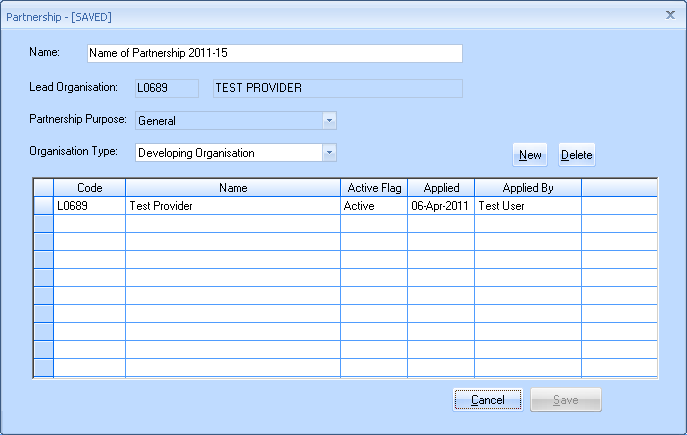 Partnership - [SAVED]
Name: Name of Partnership 2011-15
Lead Organisation: L0689 TEST PROVIDER
Partnership Purpose: General
Organisation Type: Developing Organisation New Delete
Code Name Active Flag Applied Applied By
L0689 Test Provider Active 06-Apr-2011 Test User
Cancel Save